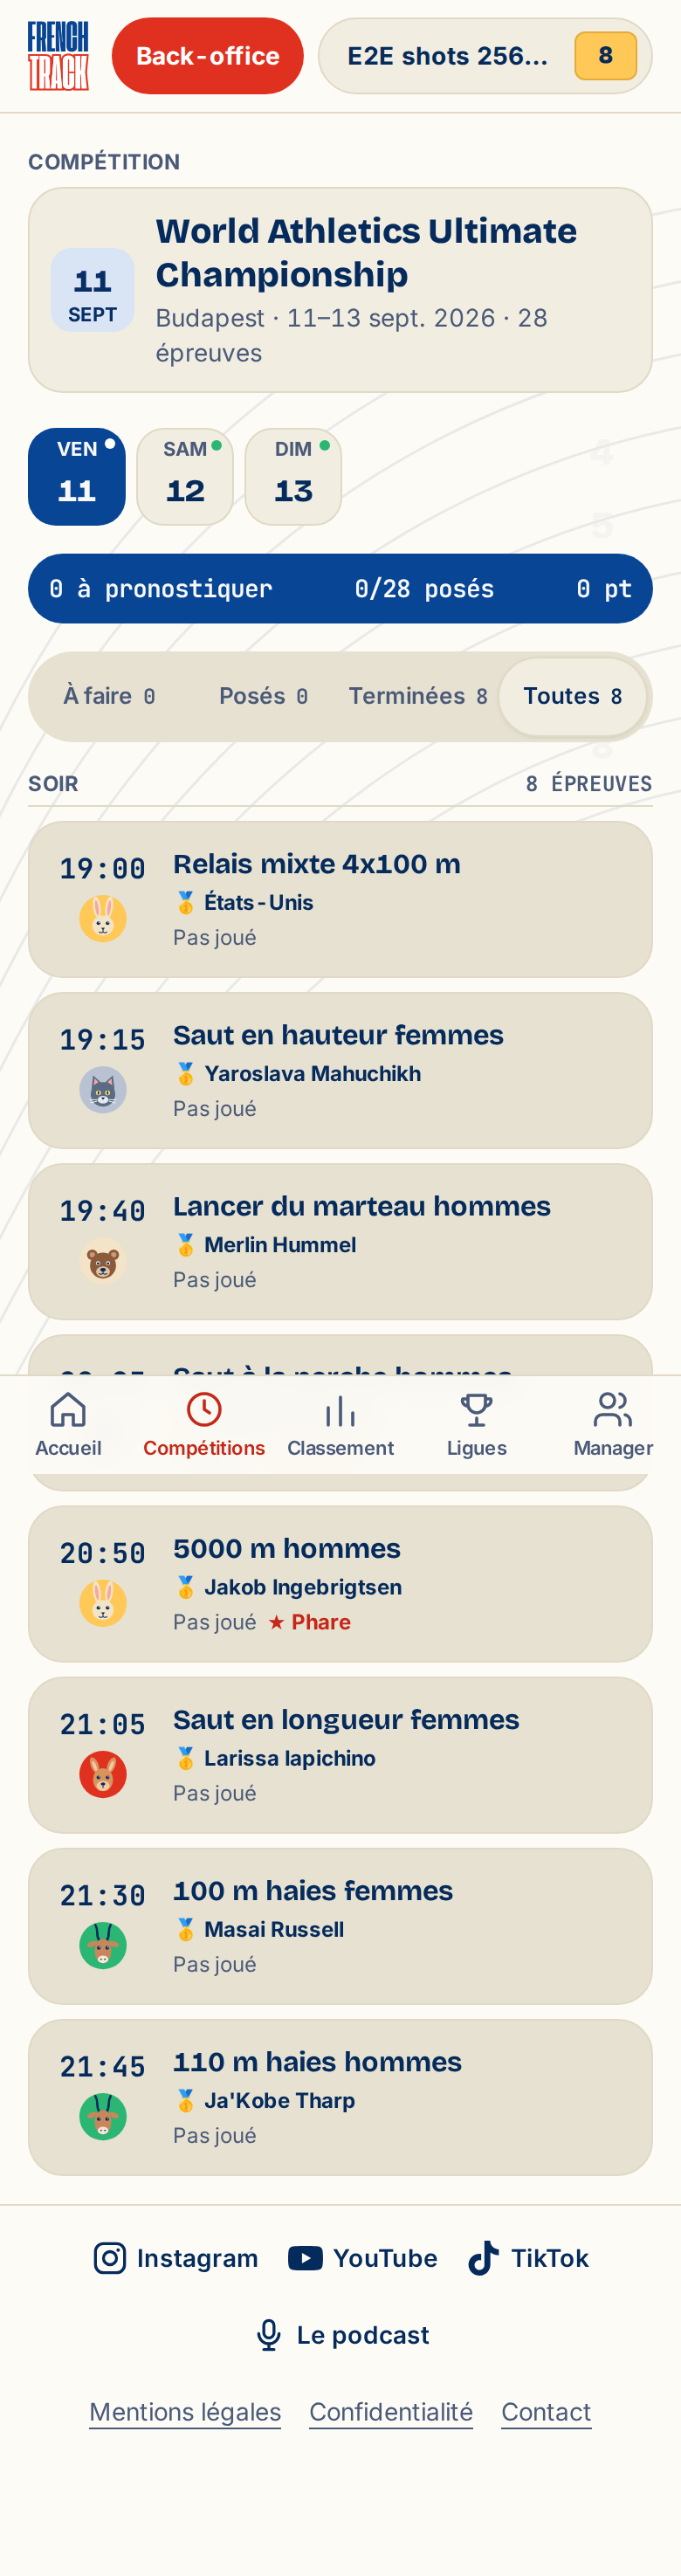 FRENCH
TRACK
Back-office
E2E shots 256...
8
COMPÉTITION
11
SEPT
World Athletics Ultimate
Championship
Budapest · 11–13 sept. 2026 · 28
épreuves
VEN
11
SAM
12
DIM
13
4
5
0 à pronostiquer
0/28 posés
0 pt
À faire 0
Posés 0
Terminées 8
Toutes 8
SOIR
8 ÉPREUVES
19:00
Relais mixte 4x100 m
États-Unis
Pas joué
19:15
Saut en hauteur femmes
Yaroslava Mahuchikh
Pas joué
19:40
Lancer du marteau hommes
Merlin Hummel
Pas joué
Saut à la perche hommes
Accueil
Compétitions
Classement
Ligues
Manager
20:50
5000 m hommes
Jakob Ingebrigtsen
Pas joué ★ Phare
21:05
Saut en longueur femmes
Larissa Iapichino
Pas joué
21:30
100 m haies femmes
Masai Russell
Pas joué
21:45
110 m haies hommes
Ja'Kobe Tharp
Pas joué
Instagram
YouTube
TikTok
Le podcast
Mentions légales
Confidentialité
Contact